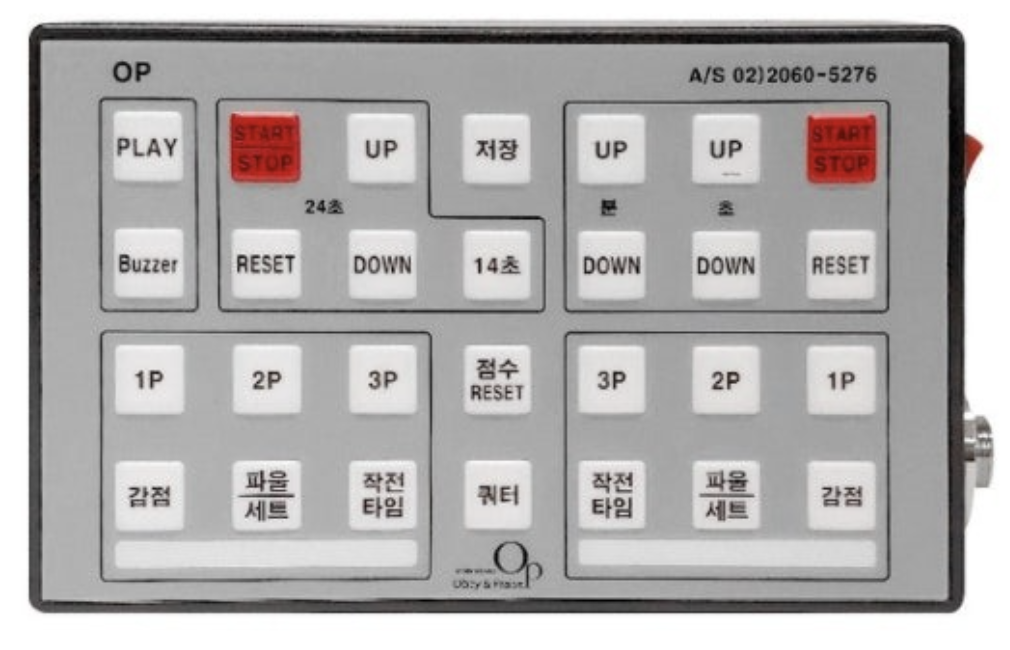 OP
A/S 02)2060-5276
PLAY
START
STOP
UP
저장
UP
UP
START
STOP
24초
분
초
Buzzer
RESET
DOWN
14초
DOWN
DOWN
RESET
1P
2P
3P
점수
RESET
3P
2P
1P
감점
파울
세트
작전
타임
쿼터
작전
타임
파울
세트
감점
Op